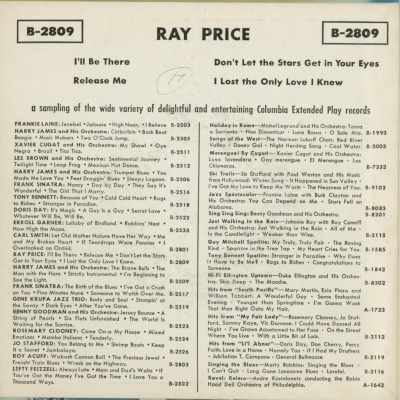 B-2809
RAY PRICE
B-2809
I'll Be There
Release Me
Don't Let the Stars Get in Your Eyes
I Lost the Only Love I Knew
a sampling of the wide variety of delightful and entertaining Columbia Extended Play records
FRANKIE LAINE: Jezebel • Jalousie • High Noon, • I Believe B-2503
HARRY JAMES and His Orchestra: Ciribiribin • Back Beat
Boogie • Music Makers • Two O'Clock Jump. B-2504
XAVIER CUGAT and His Orchestra: My Shawl • Oye
Negra • Brazil • Tico Tico. B-2511
LES BROWN and His Orchestra: Sentimental Journey •
Twilight Time • Leap Frog, • Mexican Hat Dance. B-2512
HARRY JAMES and His Orchestra: Trumpet Blues • You
Made Me Love You • Feet Draggin' Blues • Sleepy Lagoon. B-2506
FRANK SINATRA: Nancy • Day by Day • They Say It's
Wonderful • The Girl That I Marry. B-2516
TONY BENNETT: Because of You • Cold Cold Heart • Rags
to Riches • Stranger in Paradise. B-2518
DORIS DAY: It's Magic • A Guy Is a Guy • Secret Love •
Whatever Will Be, Will Be. B-2532
ERROLL GARNER: Lullaby of Birdland • Robbins' Nest •
How High the Moon. B-2533
CARL SMITH: Let Old Mother Nature Have Her Way • Me
and My Broken Heart • If Teardrops Were Pennies • I
Overlooked an Orchid. B-2801
RAY PRICE: I'll Be There • Release Me • Don't Let the Stars
Get in Your Eyes • I Lost the Only Love I Knew. B-2809
HARRY JAMES and His Orchestra: The Brave Bulls • The
Man with the Horn • Strictly Instrumental • I'm Beginning
to See the Light. B-2509
FRANK SINATRA: The Birth of the Blues • I've Got a Crush
on You • Five Minutes More • Saturday Night
GENE KRUPA JAZZ TRIO: Body and Soul • Stompin' at
the Savoy • Dark Eyes • After You've Gone.
BENNY GOODMAN and His Orchestra: Jersey Bounce • A
String of Pearls • Six Flats Unfurnished • The World Is
Waiting for the Sunrise. B-2523
ROSEMARY CLOONEY: Come On-a My House • Mixed
Emotions • Mambo Italiano • Tenderly. B-2524
JO STAFFORD: You Belong to Me • Shrimp Boats • Keep
It a Secret • Jambalaya. B-2526
ROY ACUFF: Wabash Cannon Ball, • The Precious Jewel •
Freight Train Blues • Wreck on the Highway. B-2803
LEFTY FRIZZELL: Always Late • Mom and Dad's Waltz • If
You've Got the Money I've Got the Time • I Love You a
Thousand Ways. B-2802
Holiday in Rome—Michel Legrand and His Orchestra: Torna
a Sorriento • Non Dimenticar • Luna Rossa • O Sole Mio. B-1993
Songs of the West—The Norman Luboff Choir: Red River
Valley • Doney Gal • Night Herding Song • Cool Water. B-2003
Merengue! by Cugat!—Xavier Cugat and His Orchestra:
Luna Lavendera • Gay merengue • El Merengue • Los
Chismosos. B-7332
Ski Trails—Jo Stafford with Paul Weston and His Music
from Hollywood: Winter Song • It Happened in Sun Valley •
I've Got My Love to Keep Me Warm • The Nearness of You. B-9102
Jazz Spectacular—Frankie Laine with Buck Clayton and
His Orchestra: You Can Depend on Me • Stars Fell on
Alabama. B-8083
Sing Sing Sing: Benny Goodman and His Orchestra. B-8201
Just Walking in the Rain—Johnnie Ray with Ray Conniff
and His Orchestra: Just Walking in the Rain • All of Me •
In the Candlelight • Weaker than Wise. B-2115
Guy Mitchell Spotlite: My Truly, Truly Fair • The Roving
Kind • Sparrow in the Tree Top • My Heart Cries for You. B-1585
Tony Bennett Spotlite: Stranger in Paradise • Why Does
It Have to Be Me? • Rags to Riches • Congratulations to
Someone. B-1842
Hi-Fi Ellington Uptown—Duke Ellington and His Orches-
tra: Skin Deep • The Mooche. B-8302
Hits from "South Pacific"—Mary Martin, Ezio Pinza and
William Tabbert: A Wonderful Guy • Some Enchanted
Evening • Younger than Springtime • I'm Gonna Wash
That Man Right Outa My Hair. A-1723
Hits from "My Fair Lady"—Rosemary Clooney, Jo Staf-
ford, Sammy Kaye, Vic Damone: I Could Have Danced All
Night • I've Grown Accustomed to Her Face • On the Street
Where You Live • With a Little Bit of Luck. B-2112
Hits from "Li'l Abner"—Doris Day, Don Cherry, Percy
Faith: Love in a Home • Namely You • If I Had My Druthers
• Jubilation T. Cornpone • General Bullmoose B-2119
Singing the Blues—Marty Robbins: Singing the Blues •
I Can't Quit • Long Gone Lonesome Blues • Lorelei. B-2116
Ravel: Bolero—Andre Kostelanetz conducting the Robin
Hood Dell Orchestra of Philadelphia. A-1642